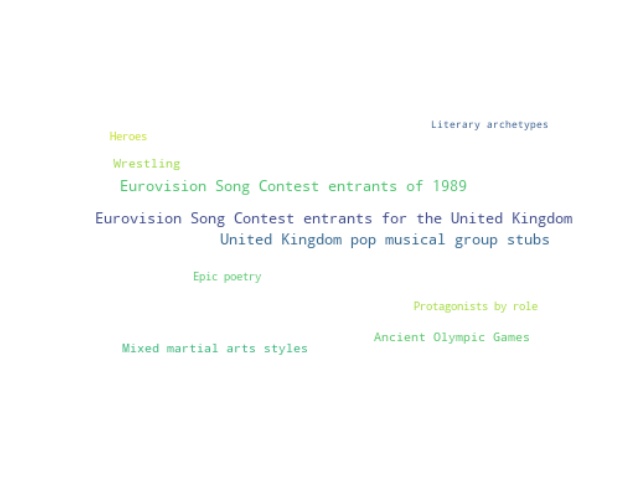 Literary archetypes
Heroes
Wrestling
Eurovision Song Contest entrants of 1989
Eurovision Song Contest entrants for the United Kingdom
United Kingdom pop musical group stubs
Epic poetry
Protagonists by role
Ancient Olympic Games
Mixed martial arts styles